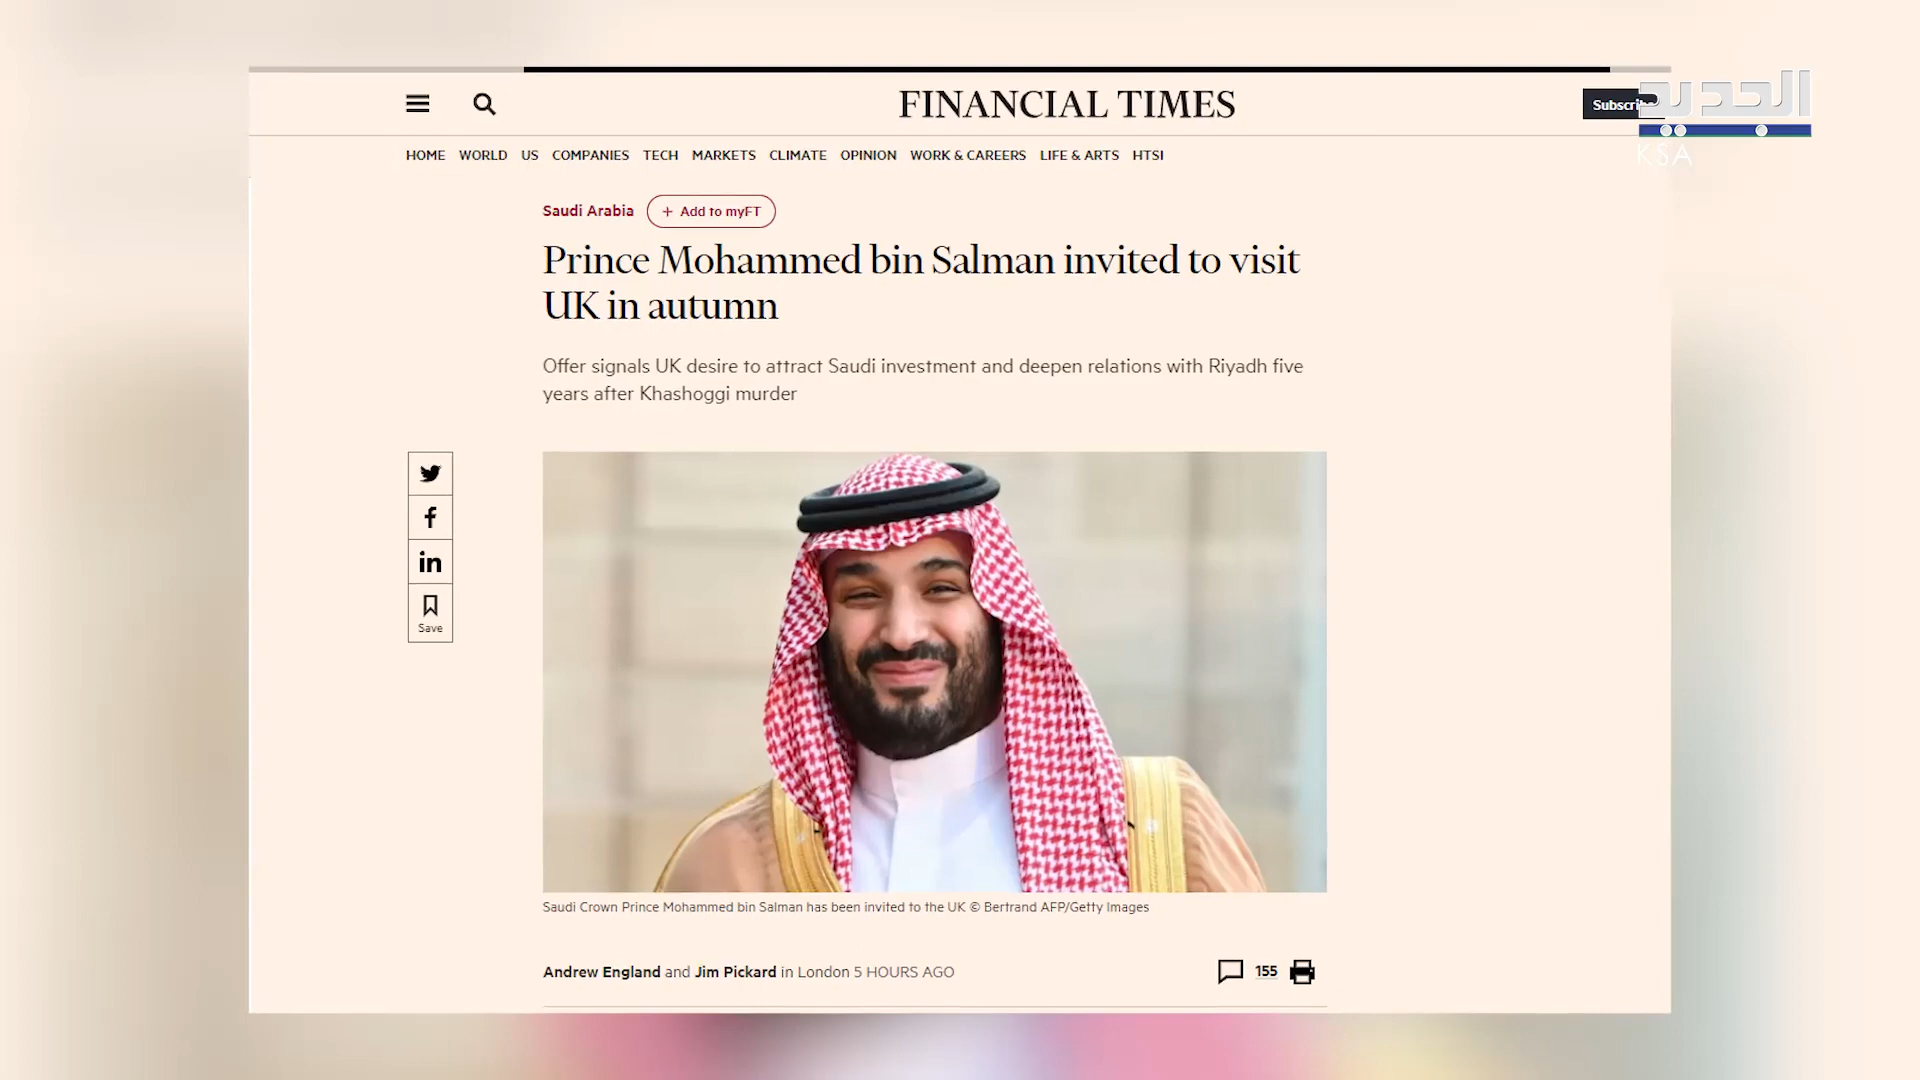 FINANCIAL TIMES
الجديد
KSA
HOME WORLD US COMPANIES TECH MARKETS CLIMATE OPINION WORK & CAREERS LIFE & ARTS HTSI
Saudi Arabia + Add to myFT
Prince Mohammed bin Salman invited to visit
UK in autumn
Offer signals UK desire to attract Saudi investment and deepen relations with Riyadh five
years after Khashoggi murder
Save
Saudi Crown Prince Mohammed bin Salman has been invited to the UK © Bertrand AFP/Getty Images
Andrew England and Jim Pickard in London 5 HOURS AGO
155